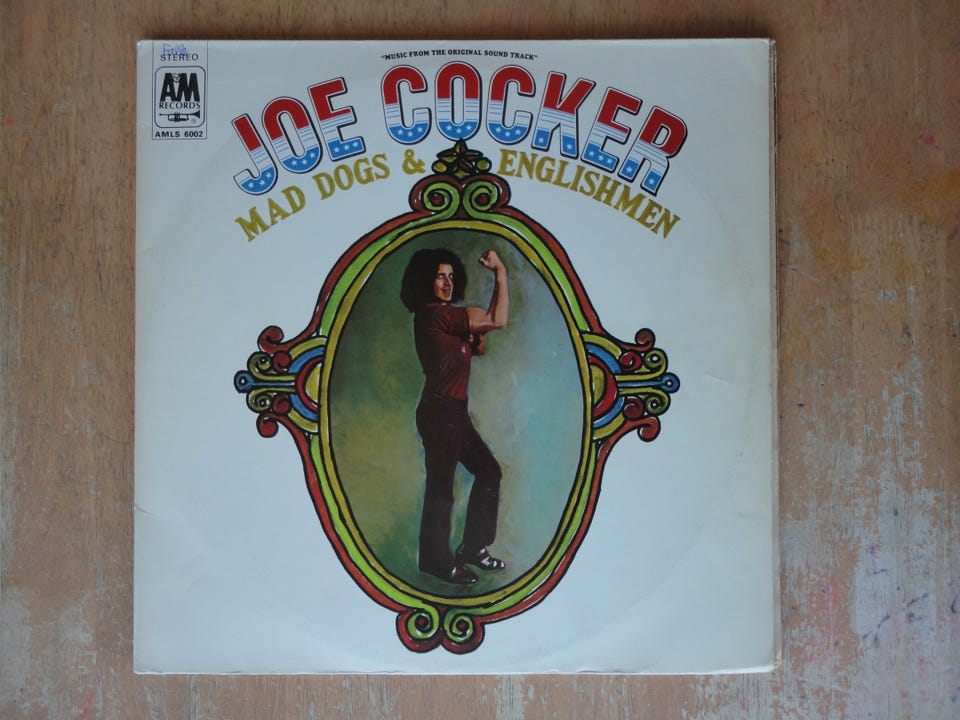 STEREO
A&M
RECORDS
AMLS 6002
"MUSIC FROM THE ORIGINAL SOUND TRACK"
JOE COCKER
MAD DOGS & ENGLISHMEN